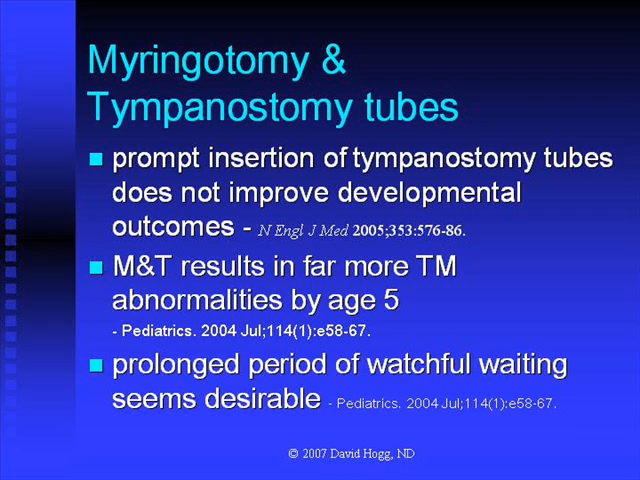 Myringotomy &
Tympanostomy tubes
prompt insertion of tympanostomy tubes
does not improve developmental
outcomes - N Engl J Med 2005;353:576-86.
M&T results in far more TM
abnormalities by age 5
- Pediatrics. 2004 Jul;114(1):e58-67.
prolonged period of watchful waiting
seems desirable - Pediatrics. 2004 Jul;114(1):e58-67.
© 2007 David Hogg, ND